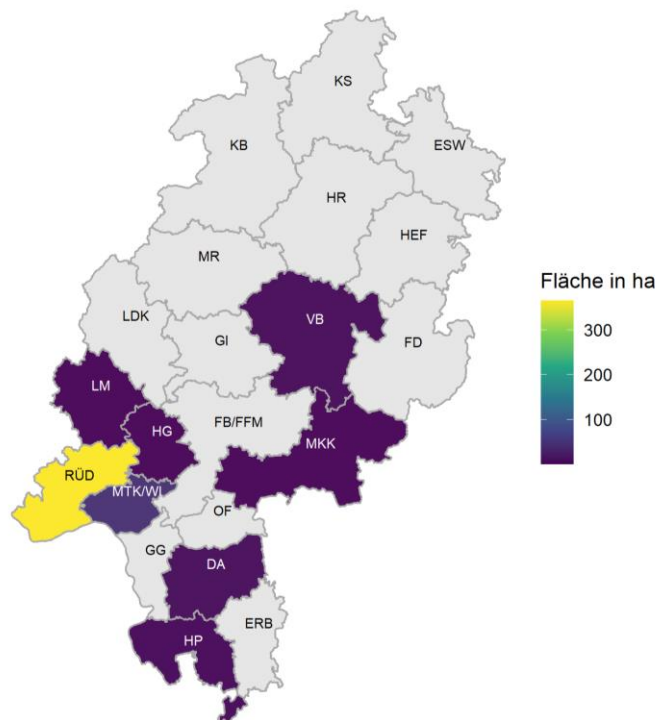 KS
KB
ESW
HR
HEF
MR
Fläche in ha
LDK
VB
GI
FD
300
200
100
LM
HG
FB/FFM
MKK
RÜD
MTK/WI
OF
GG
DA
ERB
HP